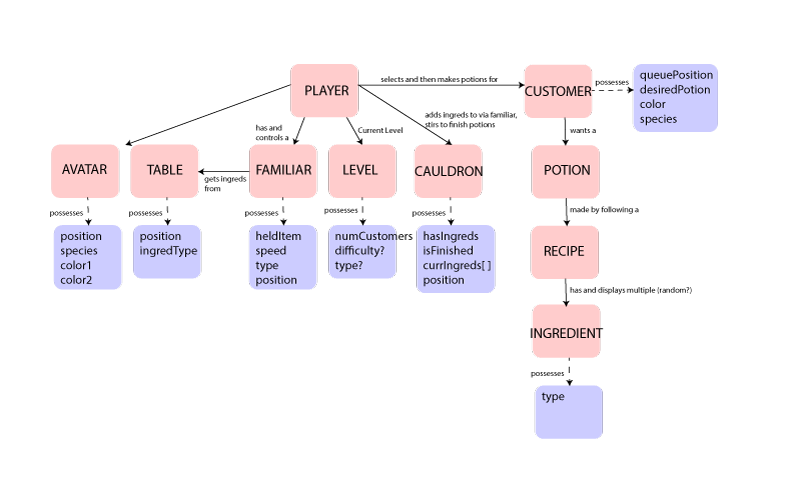 PLAYER
selects and then makes potions for
CUSTOMER
possesses
queuePosition
desiredPotion
color
species
has and
controls a
Current Level
adds ingreds to via familiar,
stirs to finish potions
wants a
AVATAR
TABLE
gets ingreds
from
FAMILIAR
LEVEL
CAULDRON
POTION
possesses
possesses
possesses
possesses
possesses
made by following a
position
species
color1
color2
position
ingredType
heldItem
speed
type
position
numCustomers
difficulty?
type?
hasIngreds
isFinished
currIngreds[ ]
position
RECIPE
has and displays multiple (random?)
INGREDIENT
possesses
type